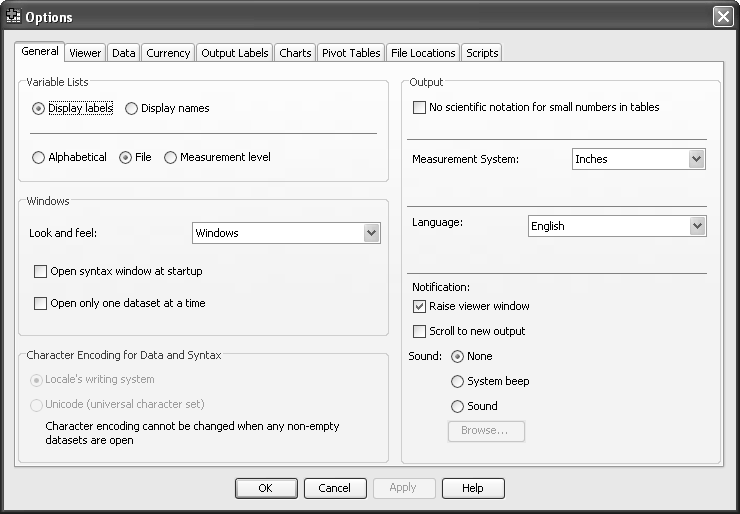 Options
General Viewer Data Currency Output Labels Charts Pivot Tables File Locations Scripts
Variable Lists
Display labels Display names
Alphabetical File Measurement level
Windows
Look and feel: Windows
Open syntax window at startup
Open only one dataset at a time
Character Encoding for Data and Syntax
Locale's writing system
Unicode (universal character set)
Character encoding cannot be changed when any non-empty
datasets are open
Output
No scientific notation for small numbers in tables
Measurement System: Inches
Language: English
Notification:
Raise viewer window
Scroll to new output
Sound: None
System beep
Sound
Browse...
OK Cancel Apply Help